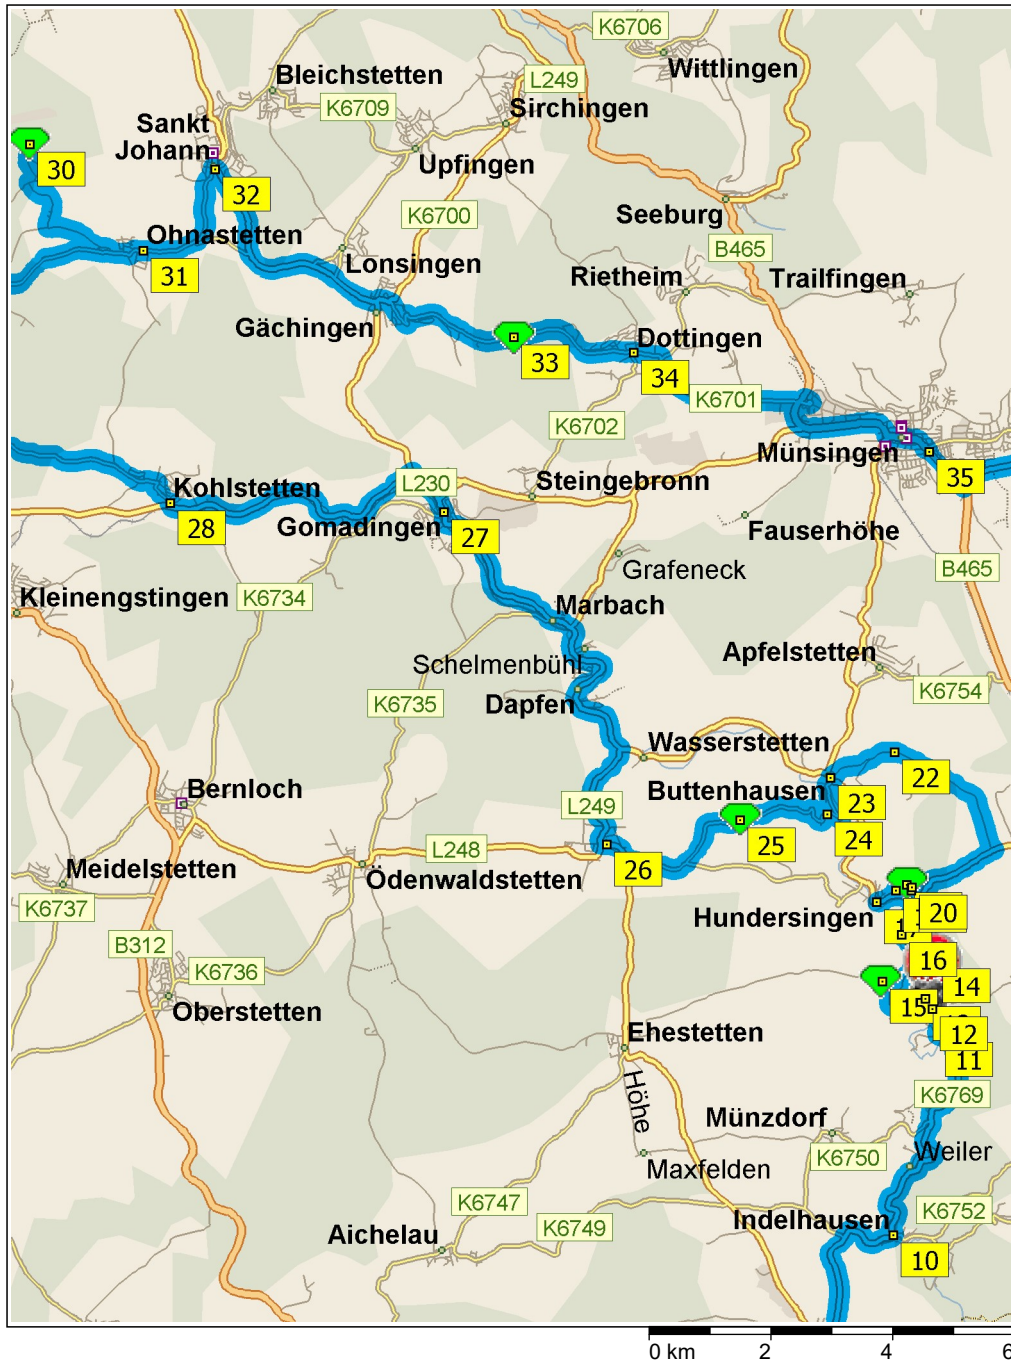 K6706
Wittlingen
Bleichstetten
L249
K6709
Sirchingen
Sankt
Johann
Upfingen
30
32
K6700
Seeburg
Ohnastetten
B465
31
Lonsingen
Rietheim
Trailfingen
Gächingen
Dottingen
33
34
K6701
K6702
Münsingen
35
Kohlstetten
L230
Steingebronn
28
Gomadingen
27
Fauserhöhe
Grafeneck
B465
Kleinengstingen
K6734
Marbach
Schelmenbühl
Apfelstetten
K6754
K6735
Dapfen
Wasserstetten
22
Bernloch
Buttenhausen
23
L249
24
25
L248
26
Meidelstetten
Ödenwaldstetten
K6737
Hundersingen
20
17
B312
16
K6736
14
15
Oberstetten
12
Ehestetten
11
Höhe
K6769
Münzdorf
K6750
Weiler
Maxfelden
K6747
K6752
Indelhausen
K6749
Aichelau
10
0 km
2
4
6